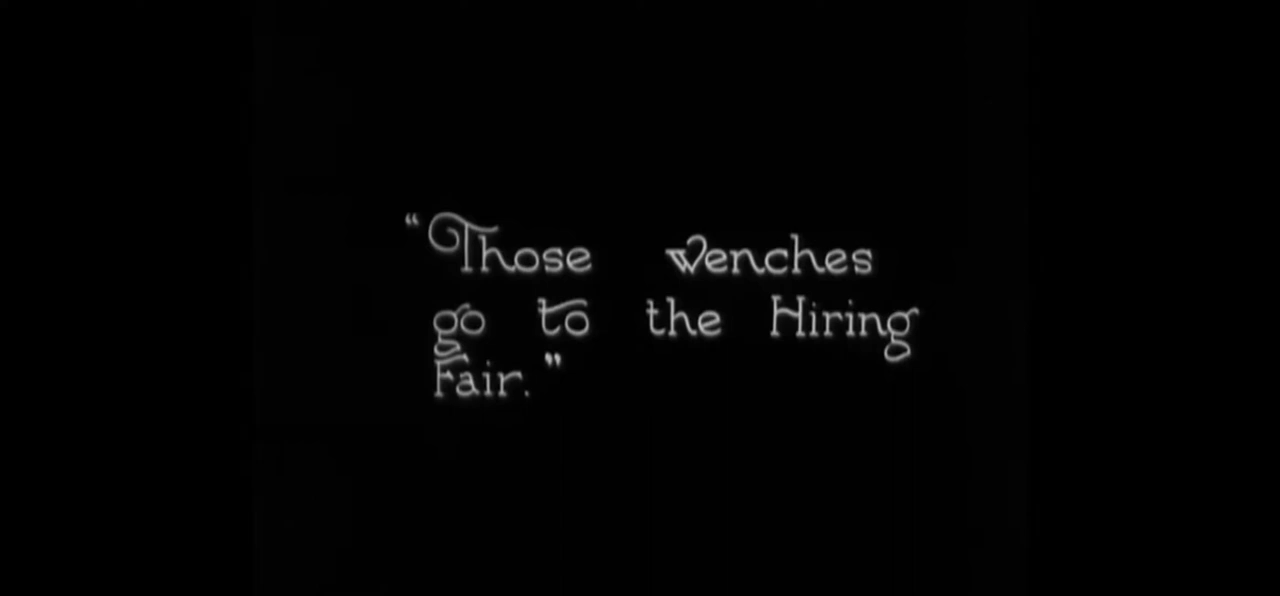 “Those wenches
go to the Hiring
Fair.”